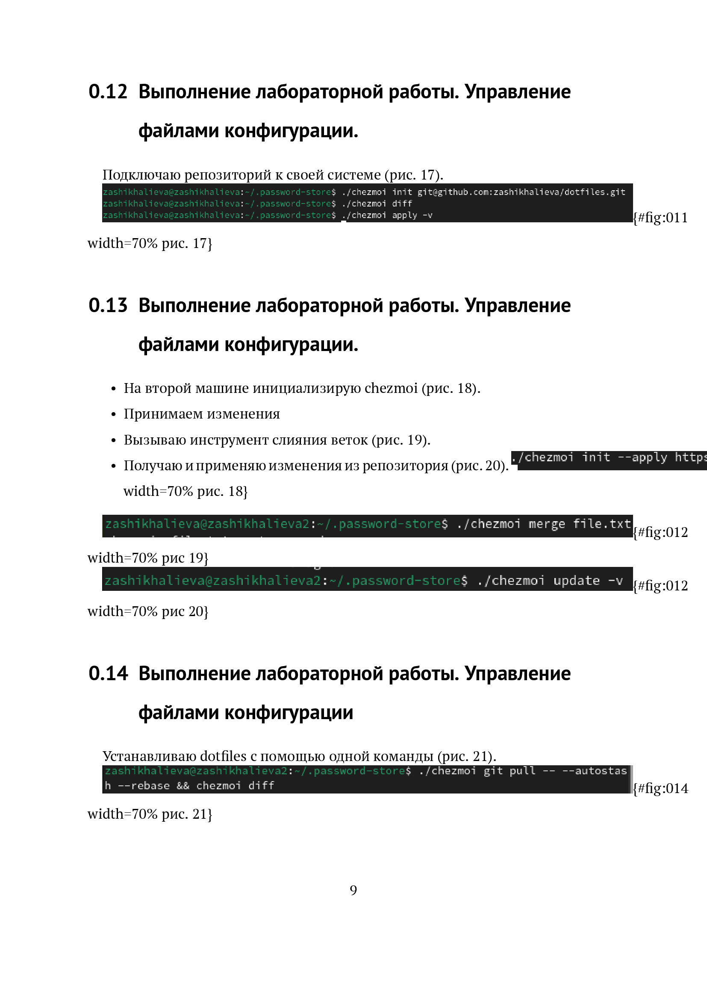 0.12 Выполнение лабораторной работы. Управление
файлами конфигурации.
Подключаю репозиторий к своей системе (рис. 17).
zashikhalieva@zashikhalieva:~/.password-store$ ./chezmoi init git@github.com:zashikhalieva/dotfiles.git
zashikhalieva@zashikhalieva:~/.password-store$ ./chezmoi diff
zashikhalieva@zashikhalieva:~/.password-store$ ./chezmoi apply -v
{#fig:011
width=70% рис. 17}
0.13 Выполнение лабораторной работы. Управление
файлами конфигурации.
• На второй машине инициализирую chezmoi (рис. 18).
• Принимаем изменения
• Вызываю инструмент слияния веток (рис. 19).
• Получаю и применяю изменения из репозитория (рис. 20). ./chezmoi init --apply https
width=70% рис. 18}
zashikhalieva@zashikhalieva2:~/.password-store$ ./chezmoi merge file.txt
{#fig:012
width=70% рис 19}
zashikhalieva@zashikhalieva2:~/.password-store$ ./chezmoi update -v
{#fig:012
width=70% рис 20}
0.14 Выполнение лабораторной работы. Управление
файлами конфигурации
Устанавливаю dotfiles с помощью одной команды (рис. 21).
zashikhalieva@zashikhalieva2:~/.password-store$ ./chezmoi git pull -- --autostas
h --rebase && chezmoi diff
{#fig:014
width=70% рис. 21}
9